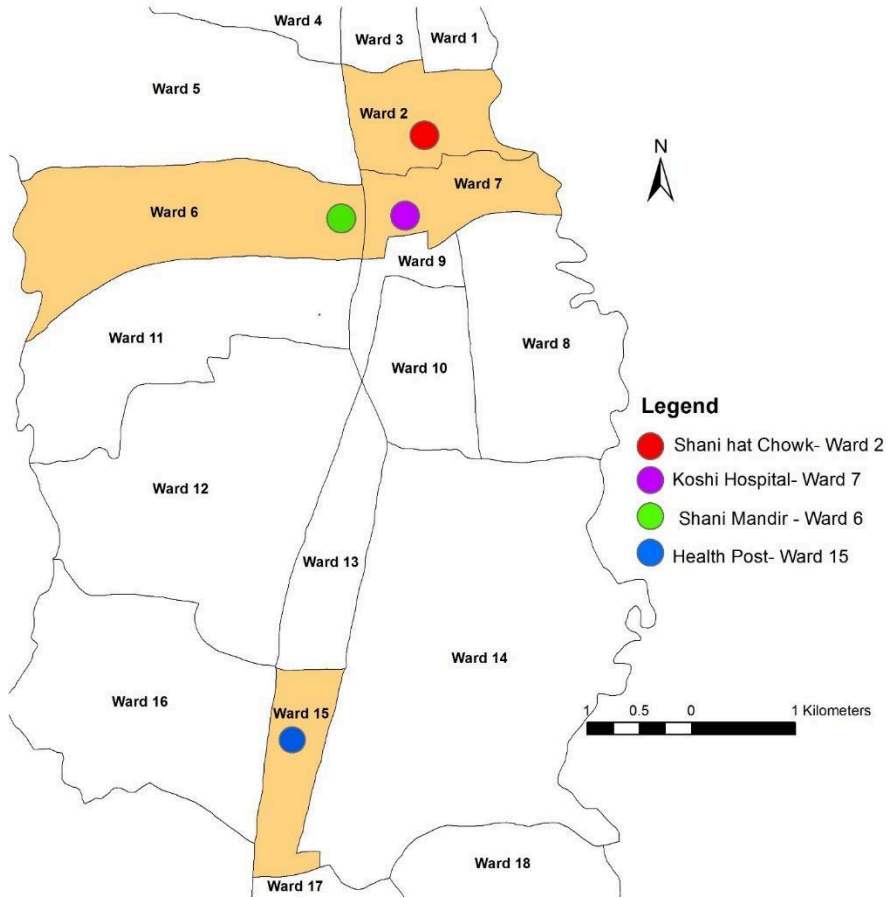 Ward 4
Ward 3
Ward 1
Ward 5
Ward 2
N
Ward 7
Ward 6
Ward 9
Ward 11
Ward 8
Ward 10
Legend
Shani hat Chowk- Ward 2
Koshi Hospital- Ward 7
Shani Mandir - Ward 6
Health Post- Ward 15
Ward 12
Ward 13
Ward 14
Ward 16
Ward 15
1 0.5 0 1 Kilometers
Ward 18
Ward 17